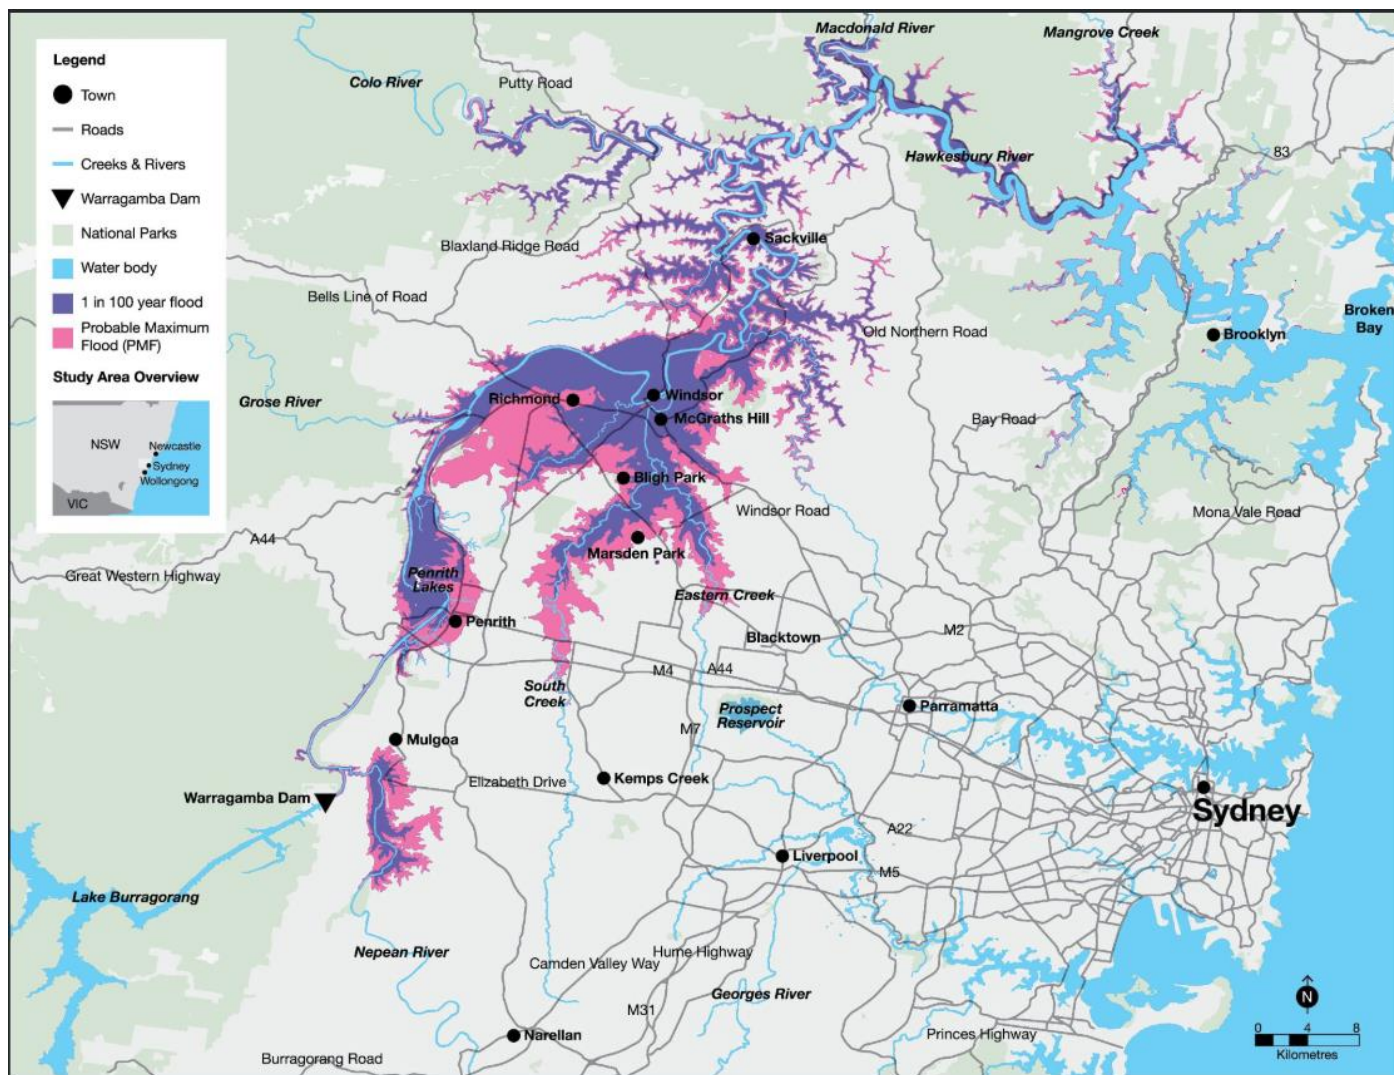 Legend
Town
Roads
Creeks & Rivers
Warragamba Dam
National Parks
Water body
1 in 100 year flood
Probable Maximum
Flood (PMF)
Study Area Overview
NSW
Newcastle
Sydney
Wollongong
VIC
Macdonald River
Mangrove Creek
Colo River
Putty Road
Hawkesbury River
83
Blaxland Ridge Road
Sackville
Bells Line of Road
Old Northern Road
Broken
Bay
Brooklyn
Grose River
Richmond
Windsor
McGraths Hill
Bay Road
Bligh Park
Windsor Road
Mona Vale Road
A44
Marsden Park
Great Western Highway
Penrith
Lakes
Eastern Creek
Penrith
Blacktown
M2
M4
A44
South
Creek
Prospect
Reservoir
Parramatta
M7
Mulgoa
Elizabeth Drive
Kemps Creek
Warragamba Dam
Sydney
A22
Liverpool
M5
Lake Burragorang
Nepean River
Hume Highway
Camden Valley Way
Georges River
M31
N
Narellan
Princes Highway
0 4 8
Kilometres
Burragorang Road